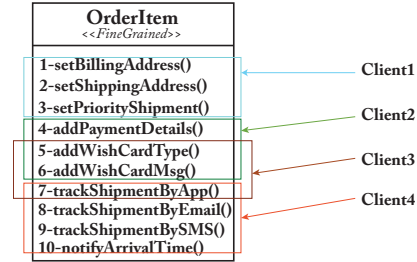 OrderItem
<<FineGrained>>
1-setBillingAddress()
2-setShippingAddress()
3-setPriorityShipment()
4-addPaymentDetails()
5-addWishCardType()
6-addWishCardMsg()
7-trackShipmentByApp()
8-trackShipmentByEmail()
9-trackShipmentBySMS()
10-notifyArrivalTime()
Client1
Client2
Client3
Client4